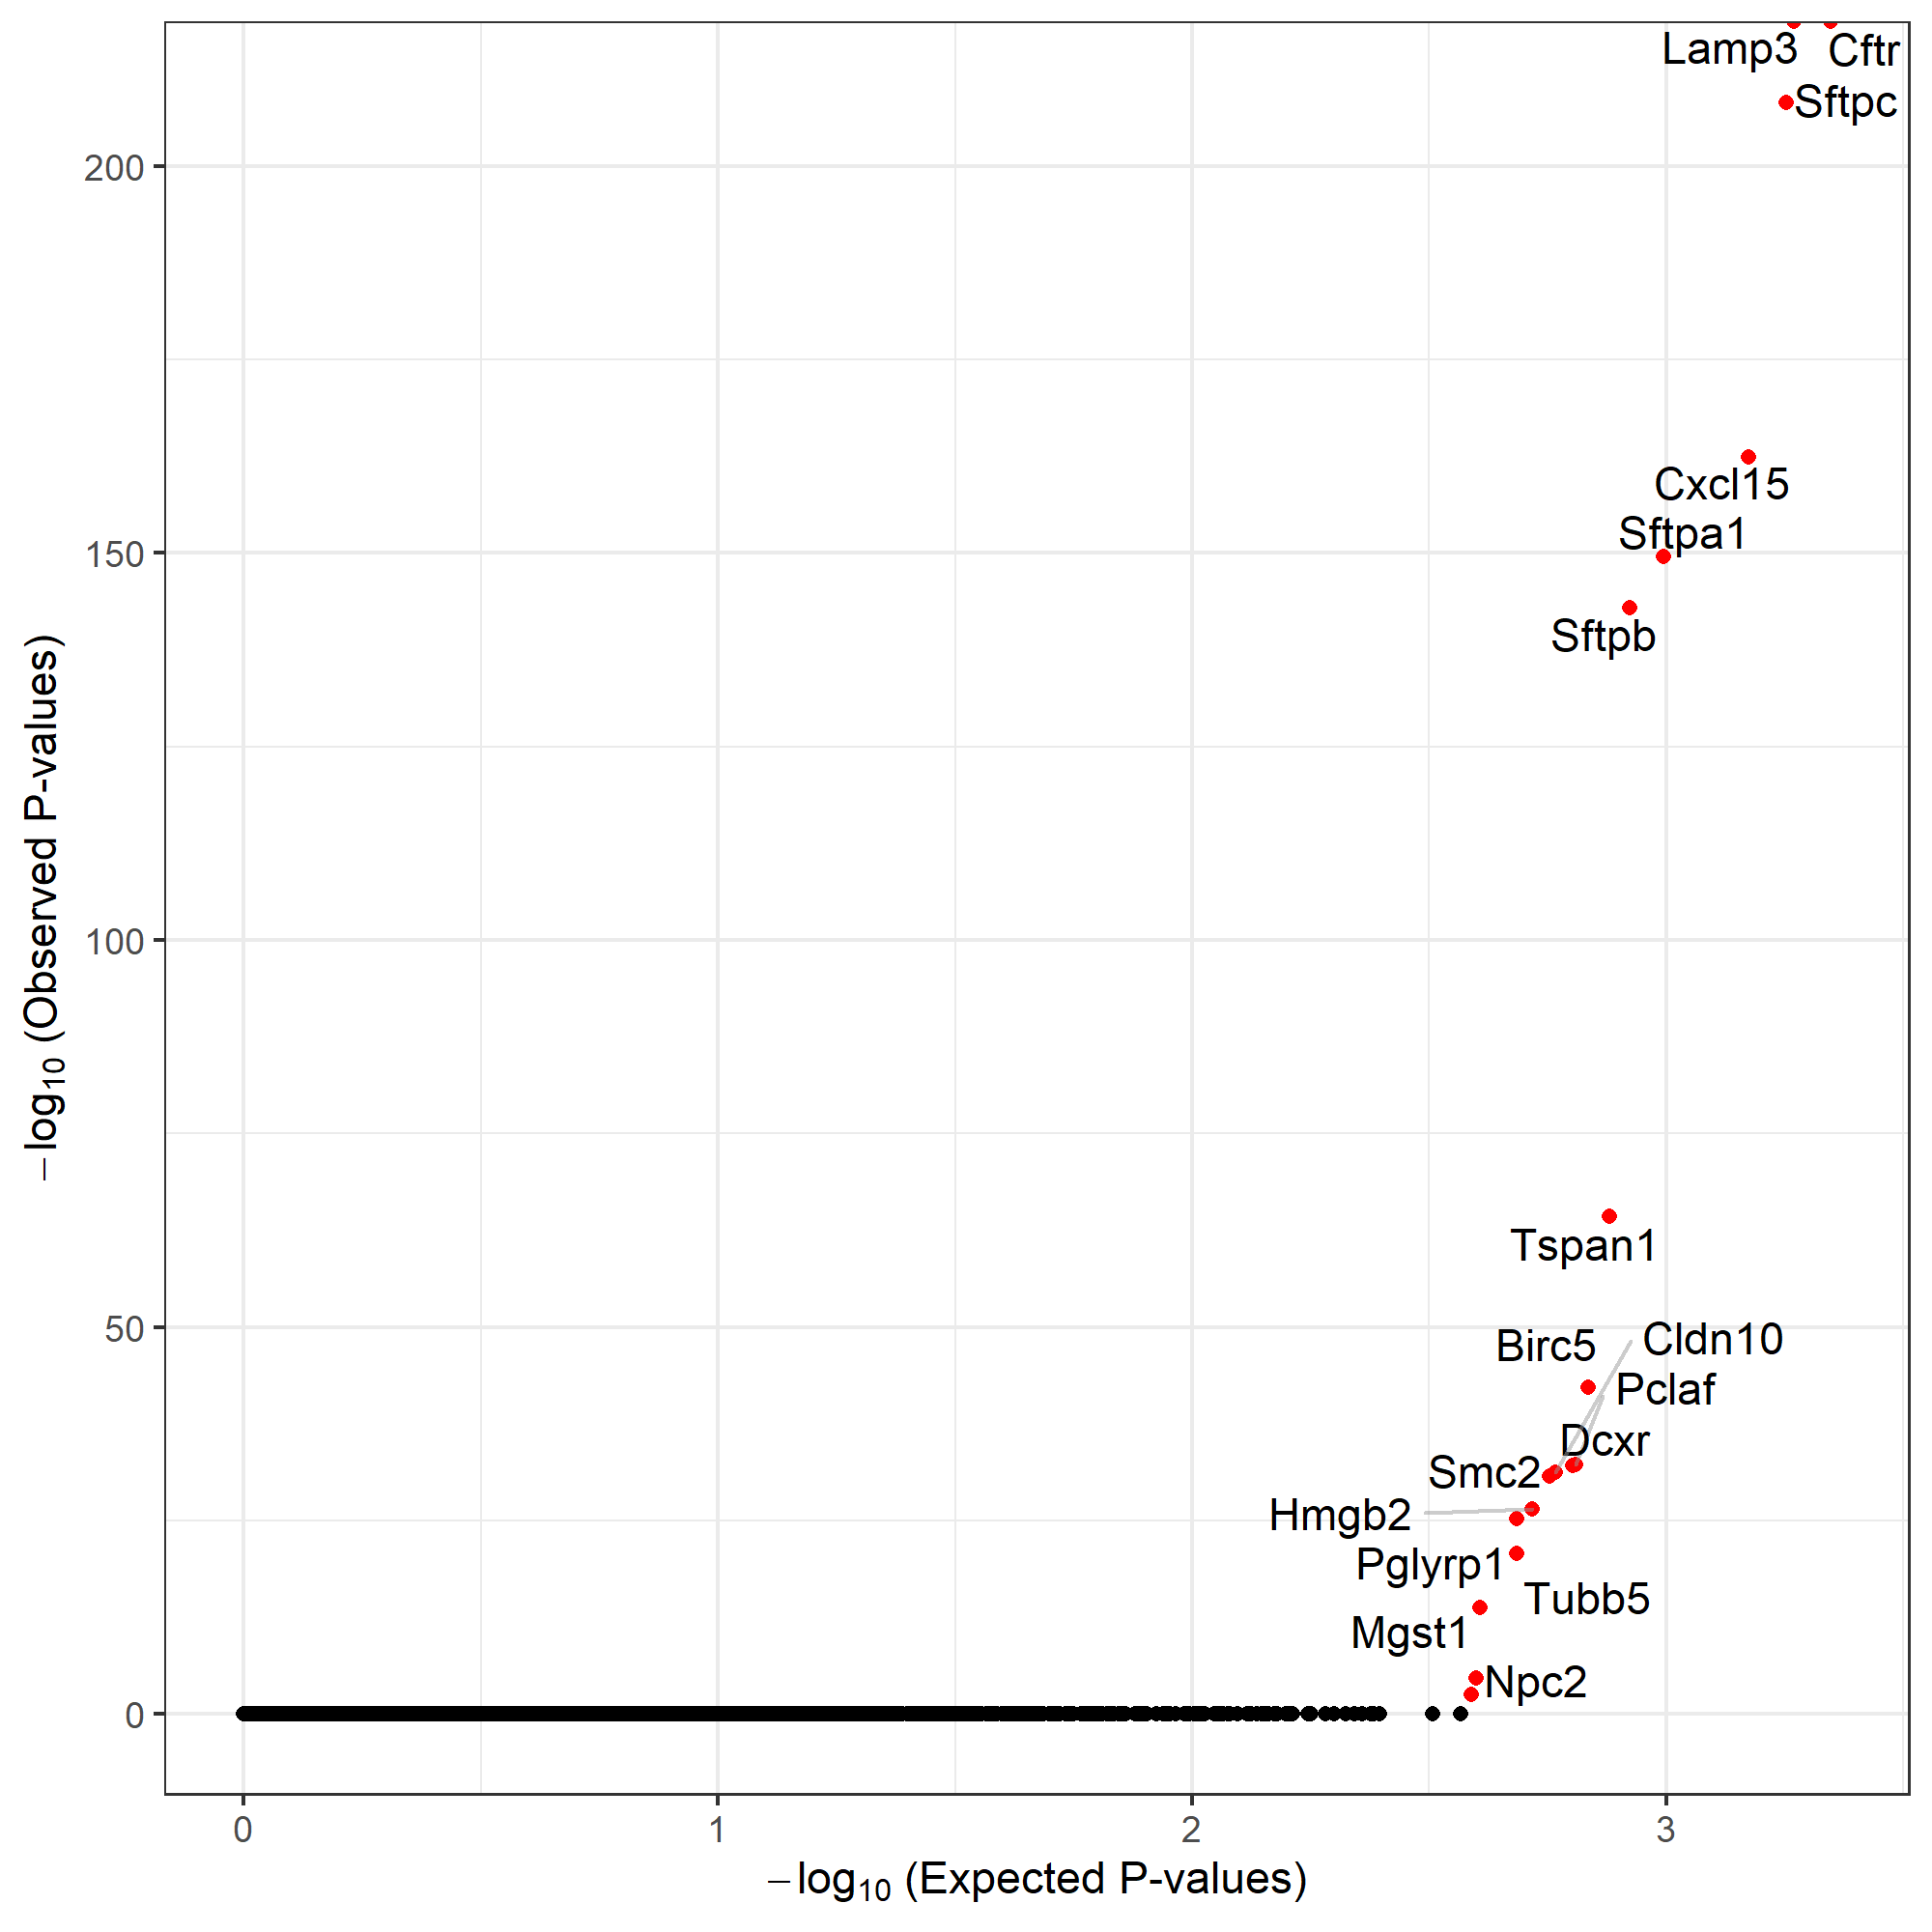 Lamp3
Cftr
Sftpc
200
Cxcl15
Sftpa1
150
Sftpb
100
Tspan1
50
Birc5
Cldn10
Pclaf
Dcxr
Smc2
Hmgb2
Pglyrp1
Tubb5
Mgst1
Npc2
0
0 1 2 3
−log10 (Expected P-values)
−log10 (Observed P-values)